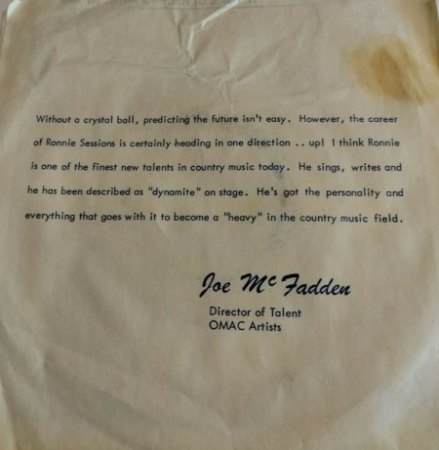 Without a crystal ball, predicting the future isn't easy. However, the career
of Ronnie Sessions is certainly heading in one direction .. up! I think Ronnie
is one of the finest new talents in country music today. He sings, writes and
he has been described as "dynamite" on stage. He's got the personality and
everything that goes with it to become a "heavy" in the country music field.
Joe McFadden
Director of Talent
OMAC Artists